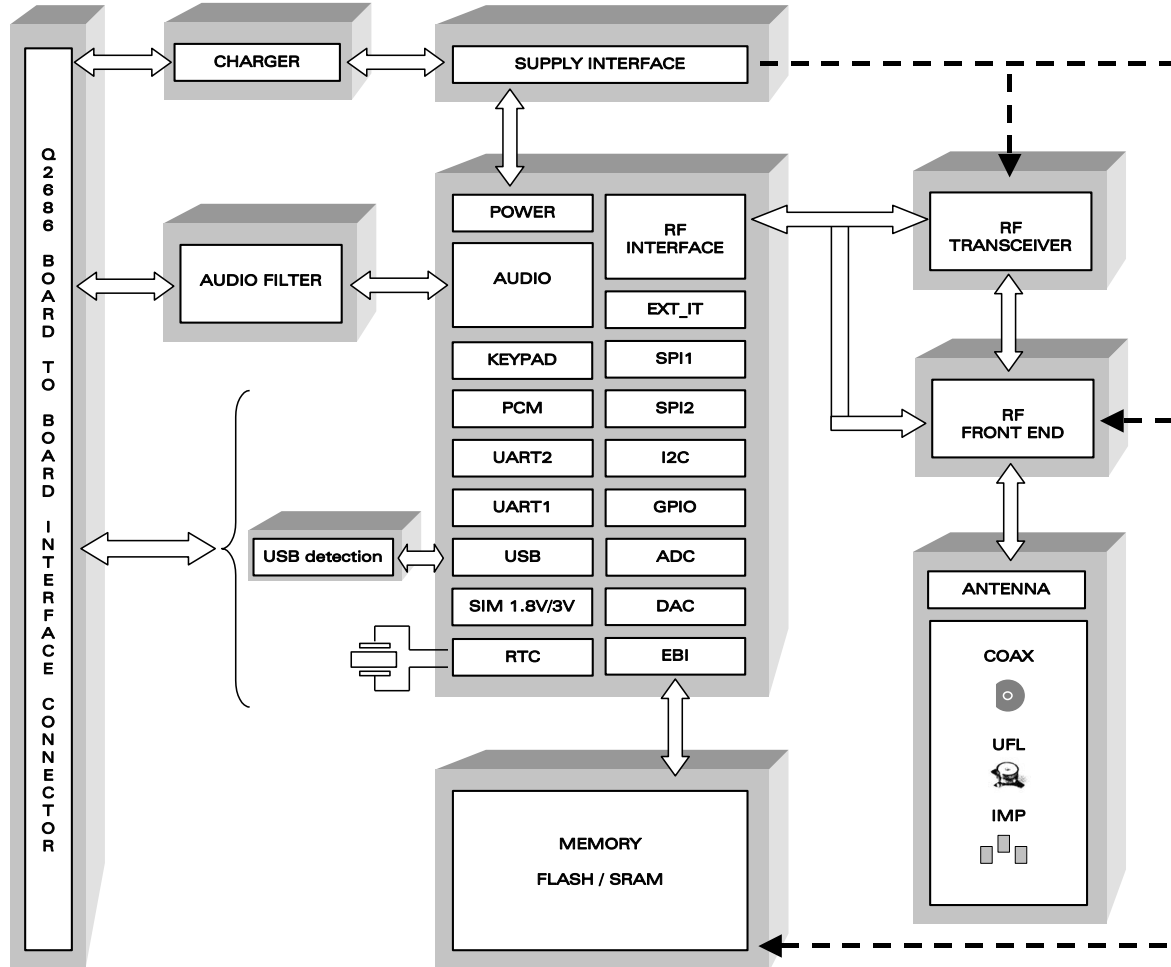 Q2686 BOARD TO BOARD INTERFACE CONNECTOR
CHARGER
SUPPLY INTERFACE
AUDIO FILTER
POWER
AUDIO
KEYPAD
PCM
UART2
UART1
USB
SIM 1.8V/3V
RTC
RF
INTERFACE
EXT_IT
SPI1
SPI2
I2C
GPIO
ADC
DAC
EBI
USB detection
RF
TRANSCEIVER
RF
FRONT END
ANTENNA
COAX
UFL
IMP
MEMORY
FLASH / SRAM